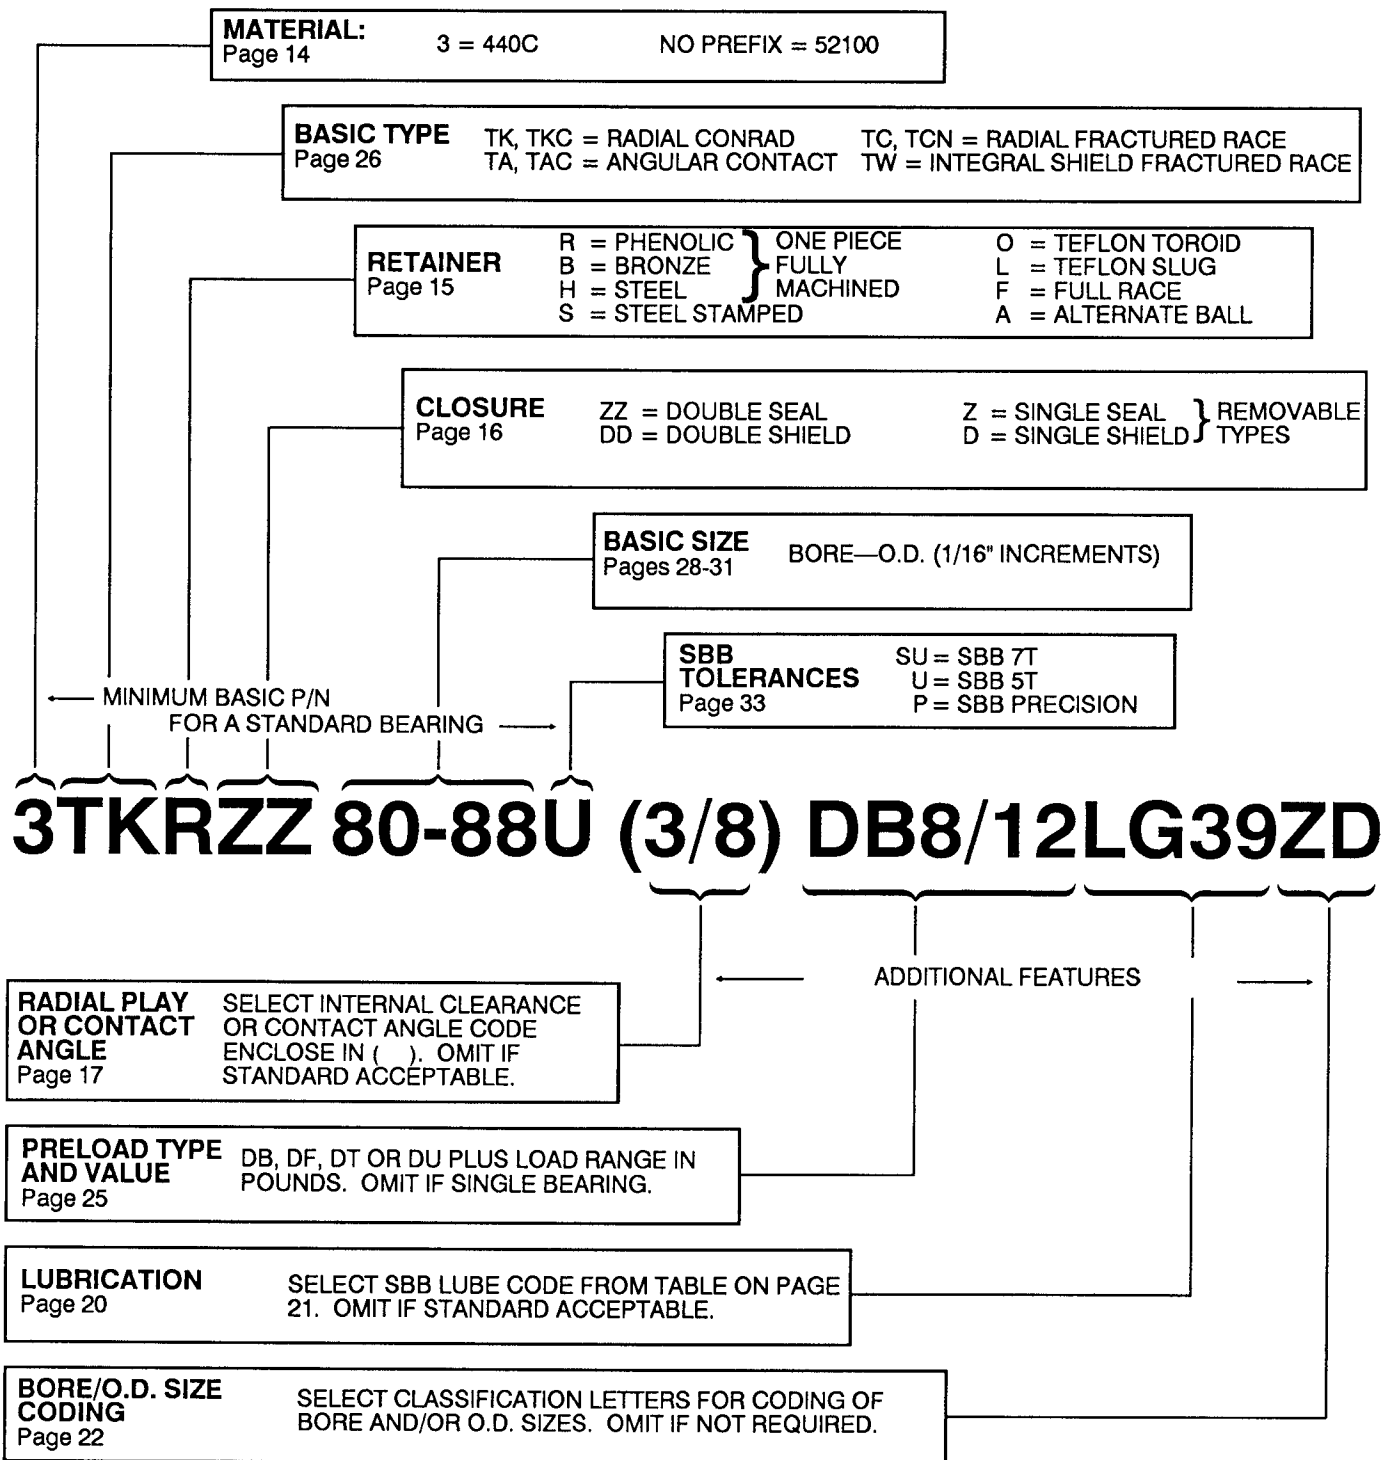 MATERIAL:
Page 14
3 = 440C NO PREFIX = 52100
BASIC TYPE
Page 26
TK, TKC = RADIAL CONRAD TC, TCN = RADIAL FRACTURED RACE
TA, TAC = ANGULAR CONTACT TW = INTEGRAL SHIELD FRACTURED RACE
RETAINER
Page 15
R = PHENOLIC } ONE PIECE
B = BRONZE FULLY
H = STEEL MACHINED
S = STEEL STAMPED
O = TEFLON TOROID
L = TEFLON SLUG
F = FULL RACE
A = ALTERNATE BALL
CLOSURE
Page 16
ZZ = DOUBLE SEAL
DD = DOUBLE SHIELD
Z = SINGLE SEAL } REMOVABLE
D = SINGLE SHIELD TYPES
BASIC SIZE
Pages 28-31
BORE—O.D. (1/16" INCREMENTS)
SBB
TOLERANCES
Page 33
SU = SBB 7T
U = SBB 5T
P = SBB PRECISION
MINIMUM BASIC P/N
FOR A STANDARD BEARING
3TKRZZ 80-88U (3/8) DB8/12LG39ZD
ADDITIONAL FEATURES
RADIAL PLAY
OR CONTACT
ANGLE
Page 17
SELECT INTERNAL CLEARANCE
OR CONTACT ANGLE CODE
ENCLOSE IN ( ). OMIT IF
STANDARD ACCEPTABLE.
PRELOAD TYPE
AND VALUE
Page 25
DB, DF, DT OR DU PLUS LOAD RANGE IN
POUNDS. OMIT IF SINGLE BEARING.
LUBRICATION
Page 20
SELECT SBB LUBE CODE FROM TABLE ON PAGE
21. OMIT IF STANDARD ACCEPTABLE.
BORE/O.D. SIZE
CODING
Page 22
SELECT CLASSIFICATION LETTERS FOR CODING OF
BORE AND/OR O.D. SIZES. OMIT IF NOT REQUIRED.